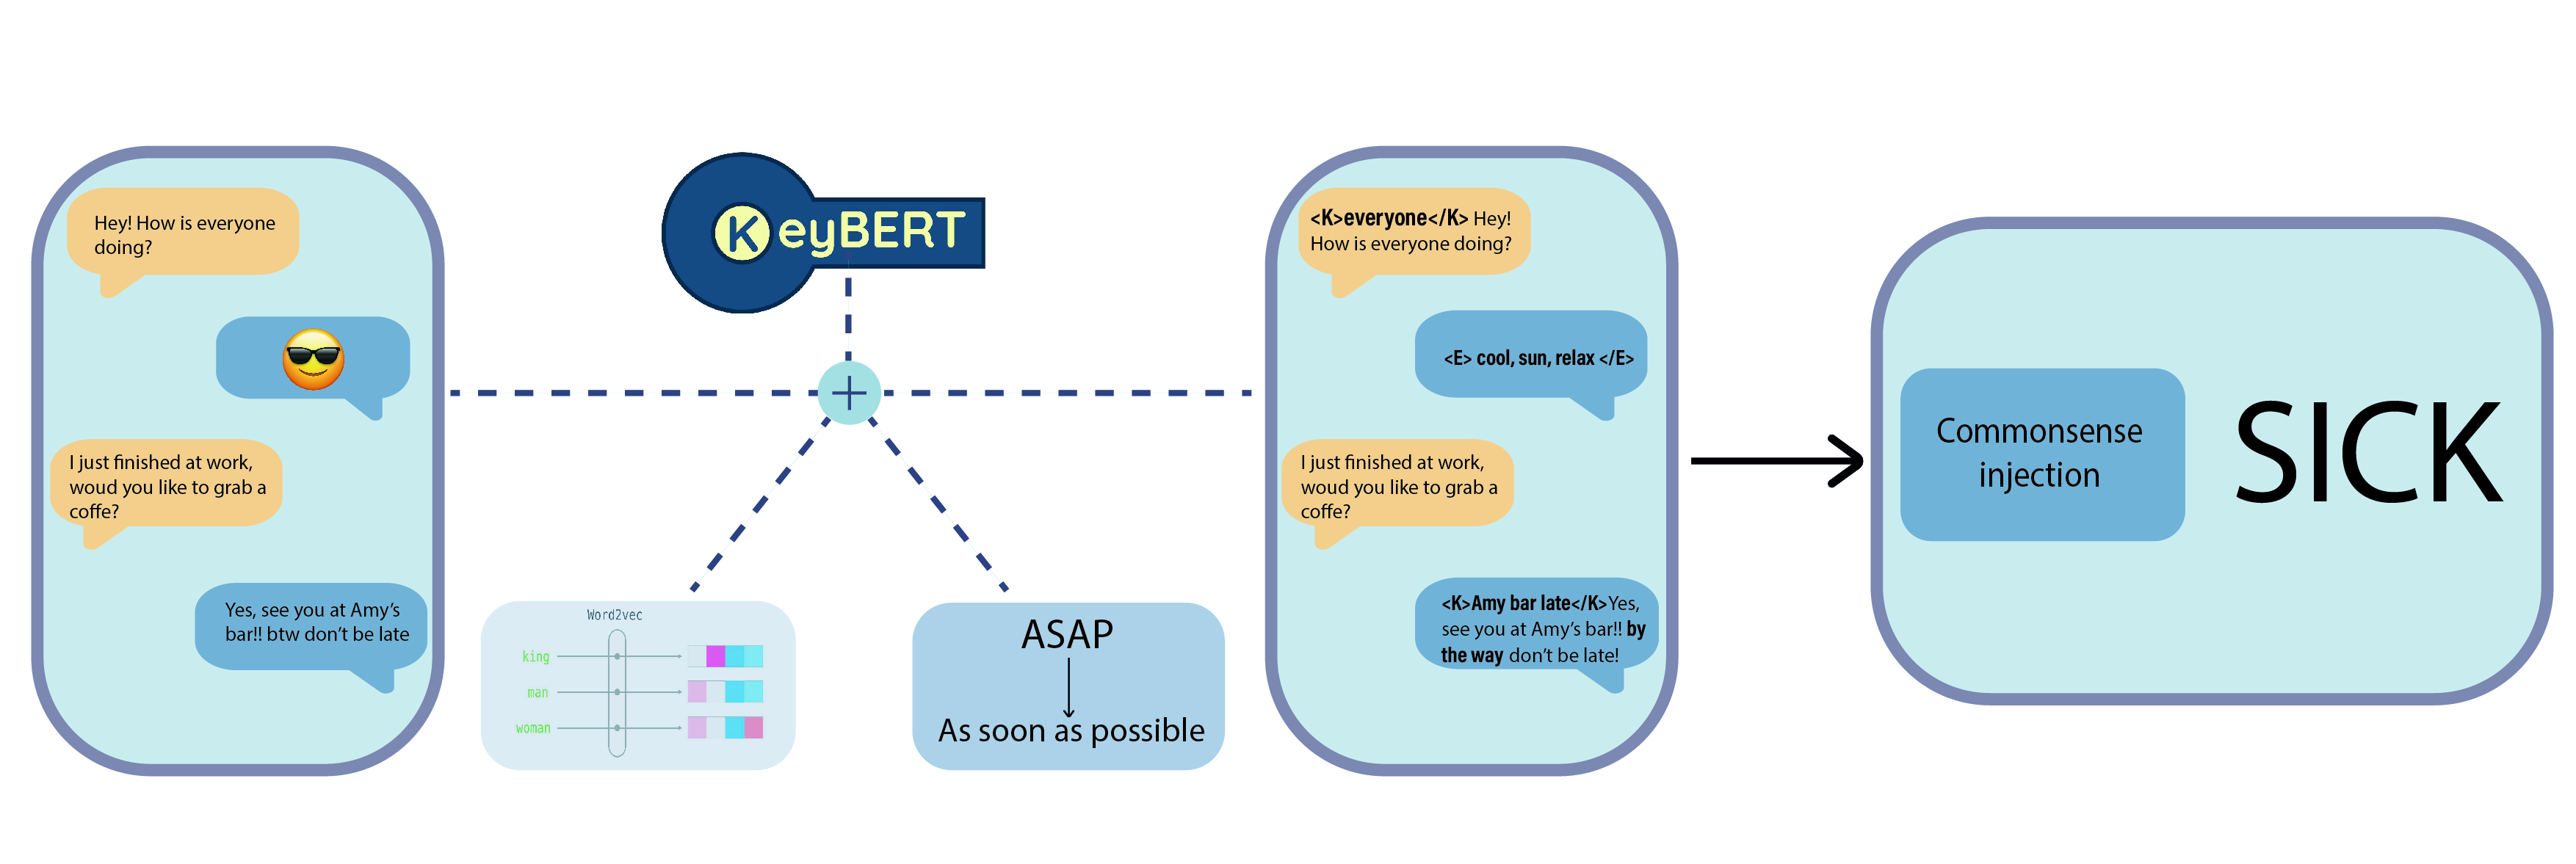 Hey! How is everyone
doing?
I just finished at work,
woud you like to grab a
coffe?
Yes, see you at Amy's
bar!! btw don't be late
KeyBERT
Word2vec
king
man
woman
ASAP
As soon as possible
<K>everyone</K> Hey!
How is everyone doing?
<E> cool, sun, relax </E>
I just finished at work,
woud you like to grab a
coffe?
<K>Amy bar late</K>Yes,
see you at Amy's bar!! by
the way don't be late!
Commonsense
injection
SICK